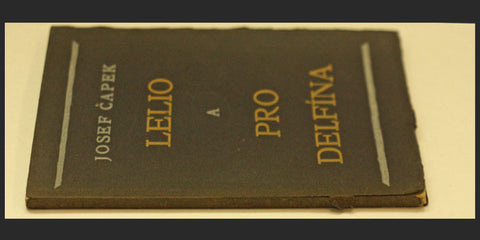 JOSEF ČAPEK
LELIO
A
PRO
DELFÍNA